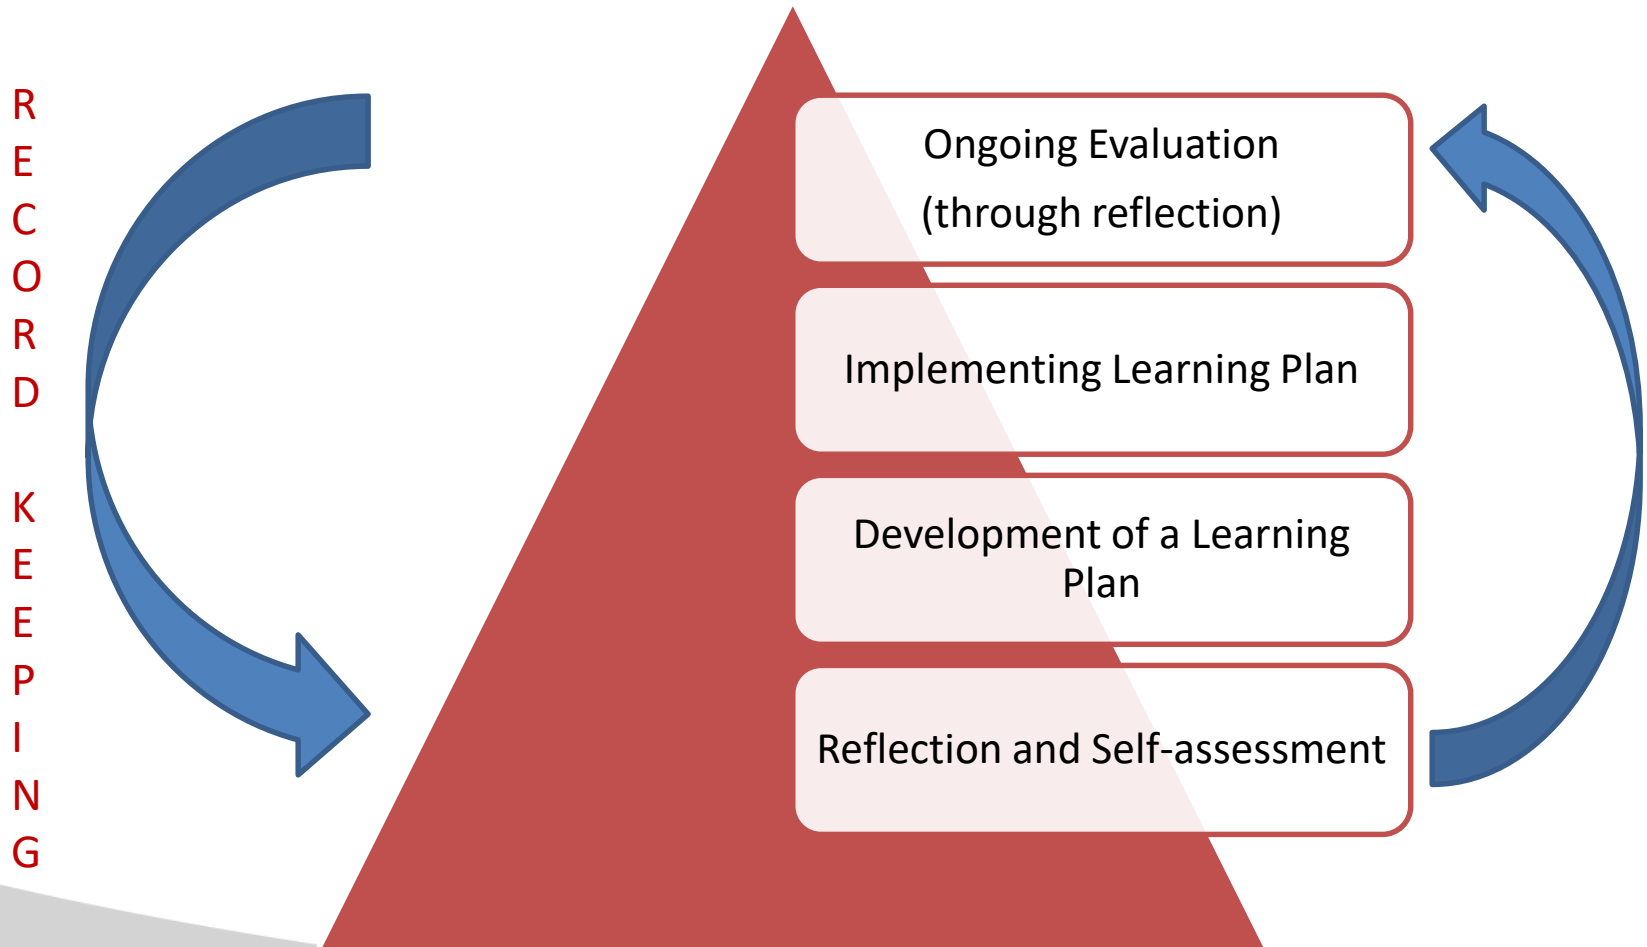 R
E
C
O
R
D
K
E
E
P
I
N
G
Ongoing Evaluation
(through reflection)
Implementing Learning Plan
Development of a Learning
Plan
Reflection and Self-assessment